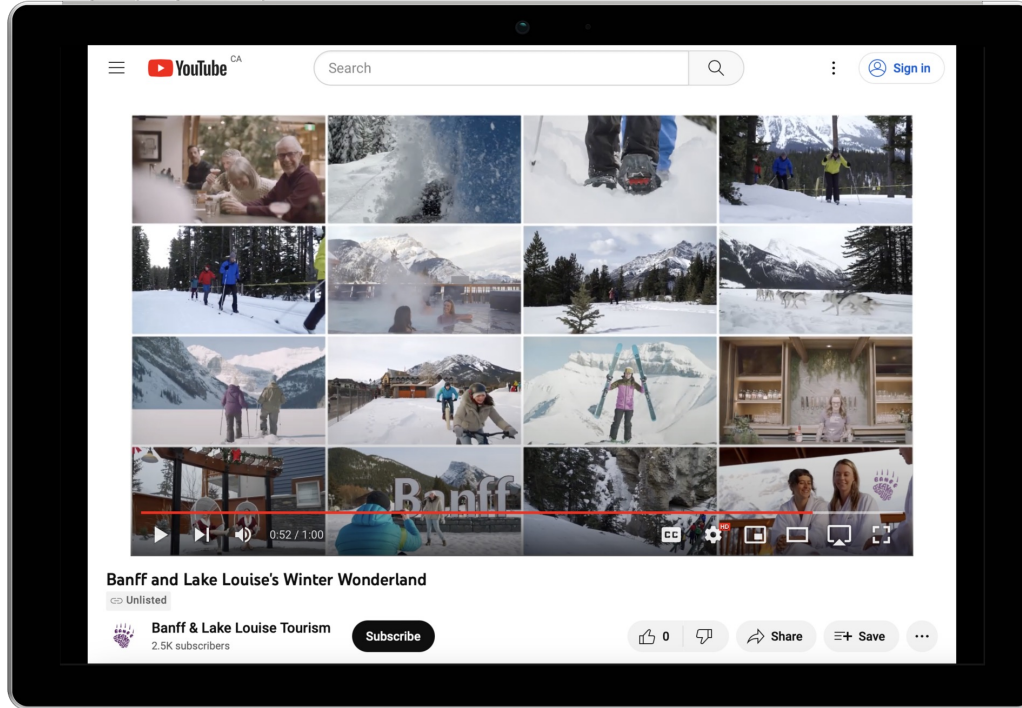 YouTube CA
Search
Sign in
Banff
0:52 / 1:00
CC
HD
Banff and Lake Louise's Winter Wonderland
Unlisted
Banff & Lake Louise Tourism
2.5K subscribers
Subscribe
0
Share
Save